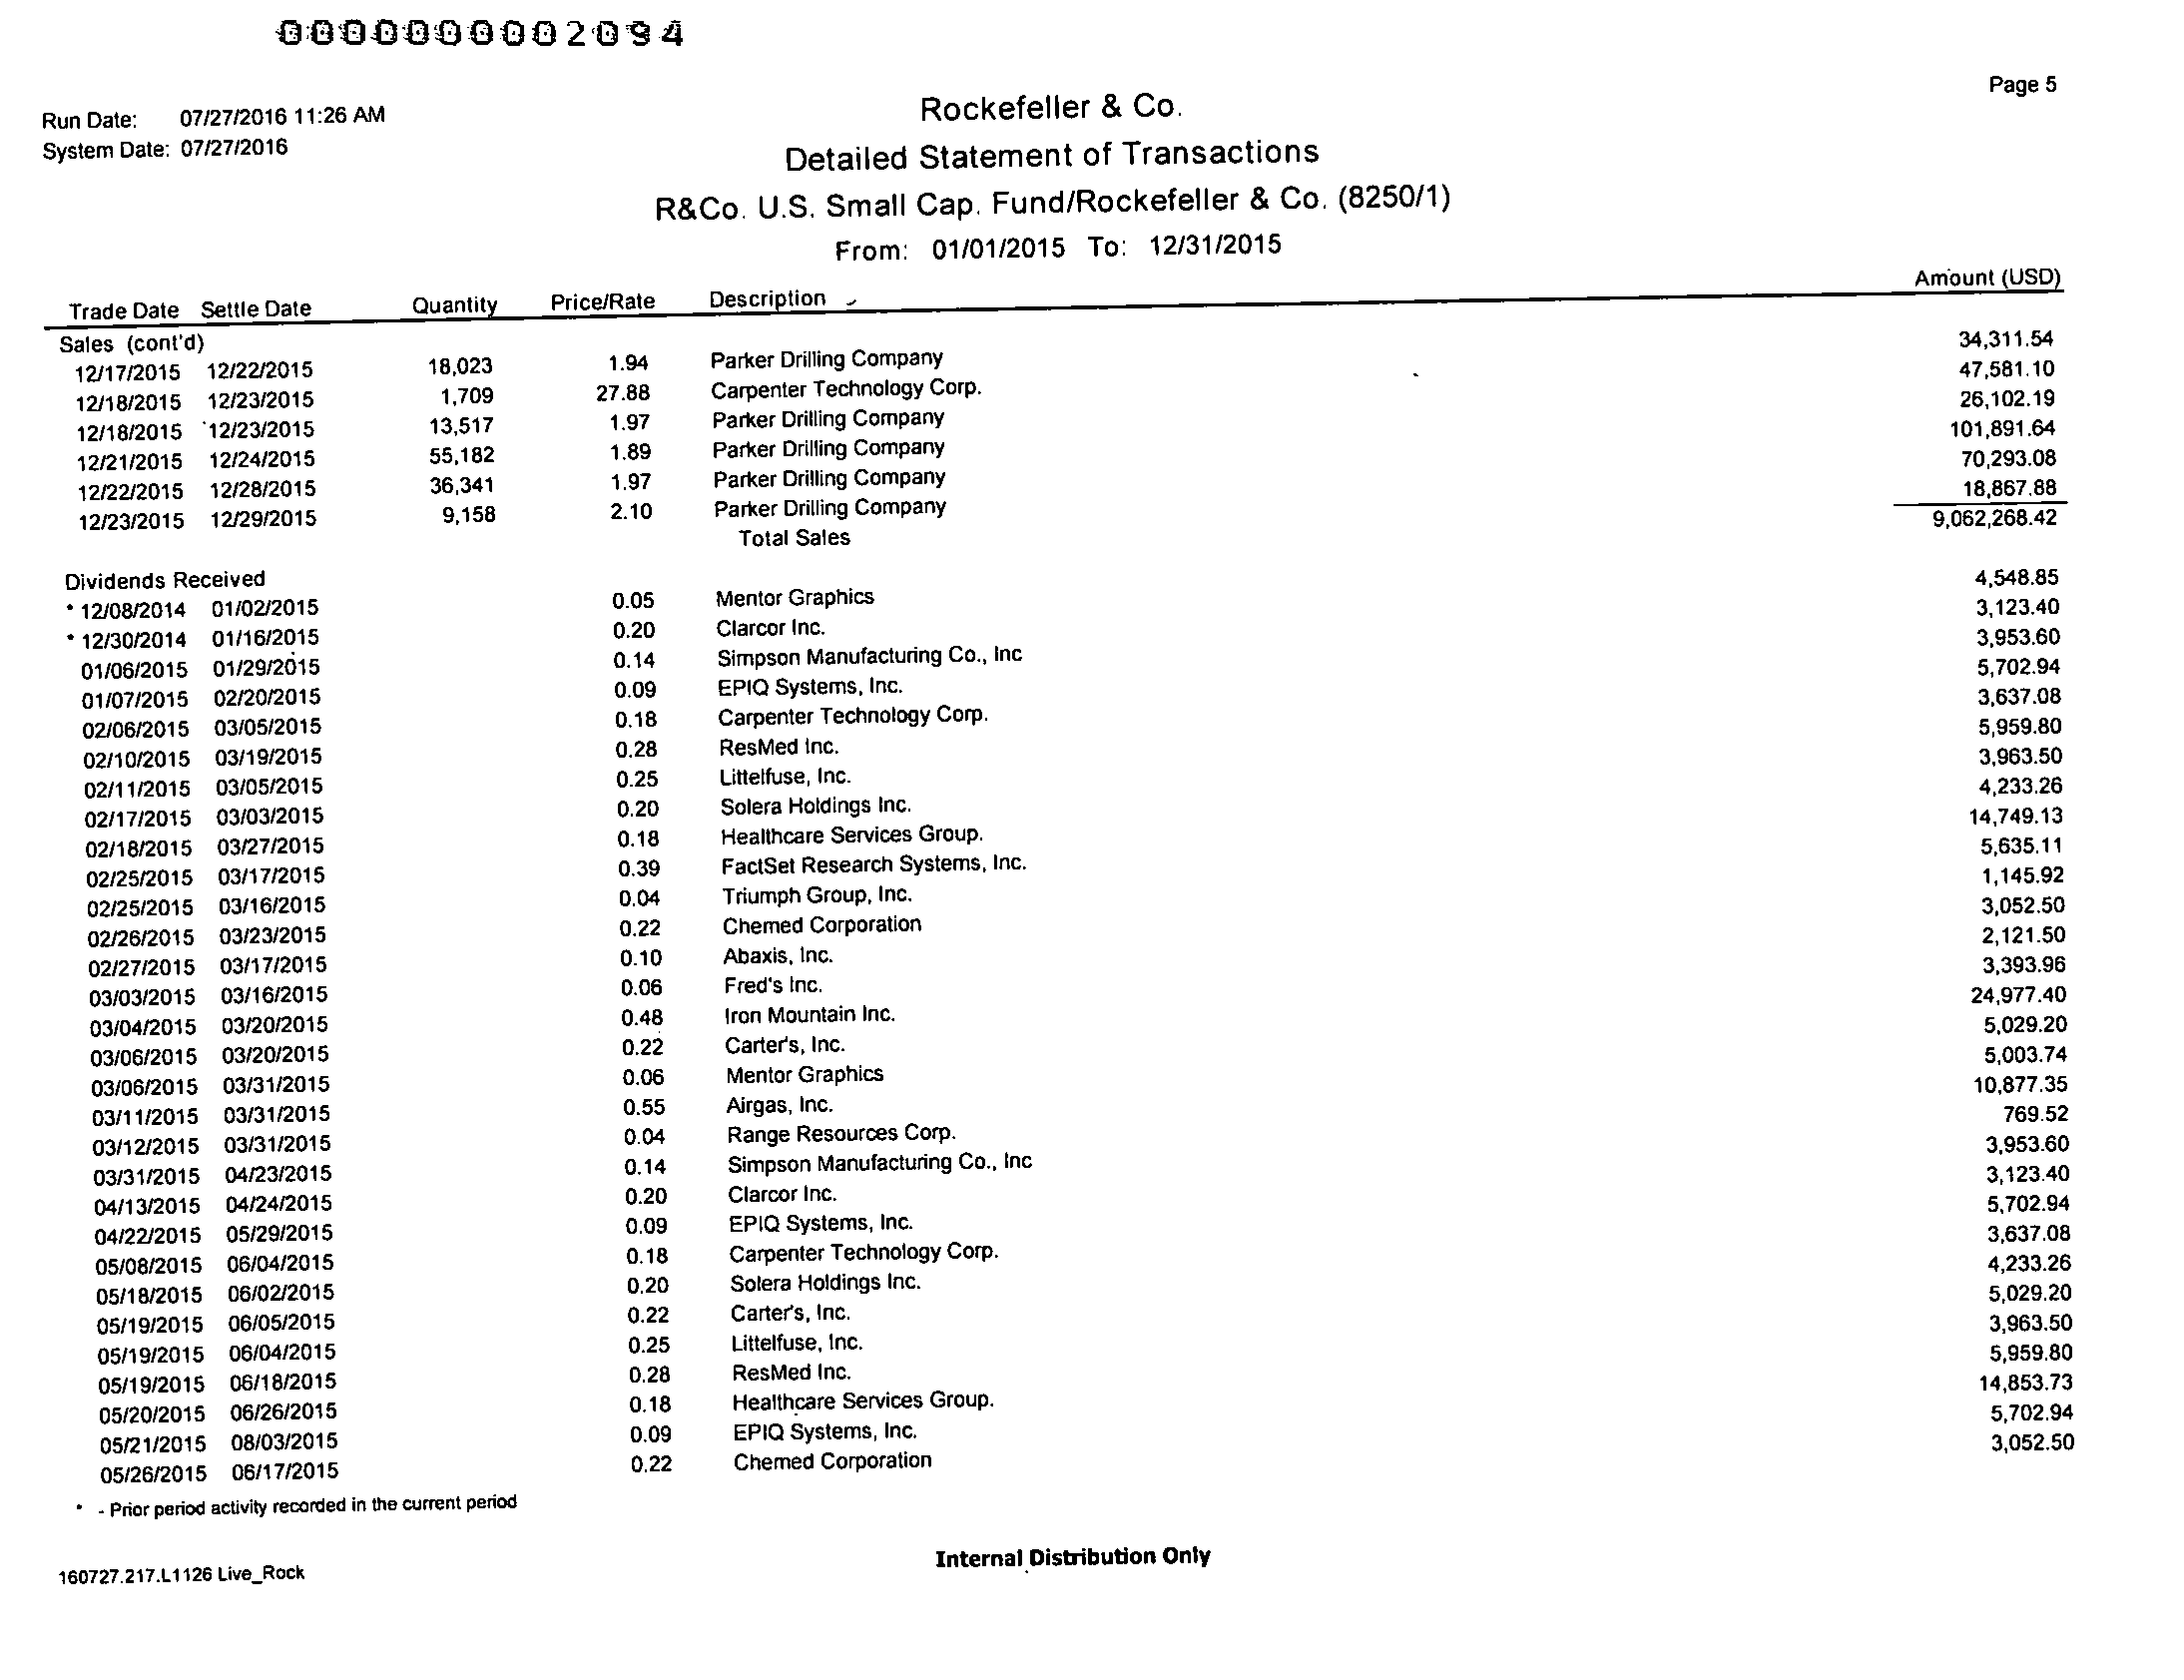 0000000002094
Page 5
Run Date: 07/27/2016 11:26 AM
System Date: 07/27/2016
Rockefeller & Co.
Detailed Statement of Transactions
R&Co. U.S. Small Cap. Fund/Rockefeller & Co. (8250/1)
From: 01/01/2015 To: 12/31/2015
Trade Date Settle Date Quantity Price/Rate Description Amount (USD)
Sales (cont'd)
12/17/2015 12/22/2015 18,023 1.94 Parker Drilling Company 34,311.54
12/18/2015 12/23/2015 1,709 27.88 Carpenter Technology Corp. 47,581.10
12/18/2015 12/23/2015 13,517 1.97 Parker Drilling Company 26,102.19
12/21/2015 12/24/2015 55,182 1.89 Parker Drilling Company 101,891.64
12/22/2015 12/28/2015 36,341 1.97 Parker Drilling Company 70,293.08
12/23/2015 12/29/2015 9,158 2.10 Parker Drilling Company 18,867.88
Total Sales 9,062,268.42
Dividends Received
* 12/08/2014 01/02/2015 0.05 Mentor Graphics 4,548.85
* 12/30/2014 01/16/2015 0.20 Clarcor Inc. 3,123.40
01/06/2015 01/29/2015 0.14 Simpson Manufacturing Co., Inc 3,953.60
01/07/2015 02/20/2015 0.09 EPIQ Systems, Inc. 5,702.94
02/06/2015 03/05/2015 0.18 Carpenter Technology Corp. 3,637.08
02/10/2015 03/19/2015 0.28 ResMed Inc. 5,959.80
02/11/2015 03/05/2015 0.25 Littelfuse, Inc. 3,963.50
02/17/2015 03/03/2015 0.20 Solera Holdings Inc. 4,233.26
02/18/2015 03/27/2015 0.18 Healthcare Services Group. 14,749.13
02/25/2015 03/17/2015 0.39 FactSet Research Systems, Inc. 5,635.11
02/25/2015 03/16/2015 0.04 Triumph Group, Inc. 1,145.92
02/26/2015 03/23/2015 0.22 Chemed Corporation 3,052.50
02/27/2015 03/17/2015 0.10 Abaxis, Inc. 2,121.50
03/03/2015 03/16/2015 0.06 Fred's Inc. 3,393.96
03/04/2015 03/20/2015 0.48 Iron Mountain Inc. 24,977.40
03/06/2015 03/20/2015 0.22 Carter's, Inc. 5,029.20
03/06/2015 03/31/2015 0.06 Mentor Graphics 5,003.74
03/11/2015 03/31/2015 0.55 Airgas, Inc. 10,877.35
03/12/2015 03/31/2015 0.04 Range Resources Corp. 769.52
03/31/2015 04/23/2015 0.14 Simpson Manufacturing Co., Inc 3,953.60
04/13/2015 04/24/2015 0.20 Clarcor Inc. 3,123.40
04/22/2015 05/29/2015 0.09 EPIQ Systems, Inc. 5,702.94
05/08/2015 06/04/2015 0.18 Carpenter Technology Corp. 3,637.08
05/18/2015 06/02/2015 0.20 Solera Holdings Inc. 4,233.26
05/19/2015 06/05/2015 0.22 Carter's, Inc. 5,029.20
05/19/2015 06/04/2015 0.25 Littelfuse, Inc. 3,963.50
05/19/2015 06/18/2015 0.28 ResMed Inc. 5,959.80
05/20/2015 06/26/2015 0.18 Healthcare Services Group. 14,853.73
05/21/2015 08/03/2015 0.09 EPIQ Systems, Inc. 5,702.94
05/26/2015 06/17/2015 0.22 Chemed Corporation 3,052.50
* - Prior period activity recorded in the current period
Internal Distribution Only
160727.217.L1126 Live_Rock